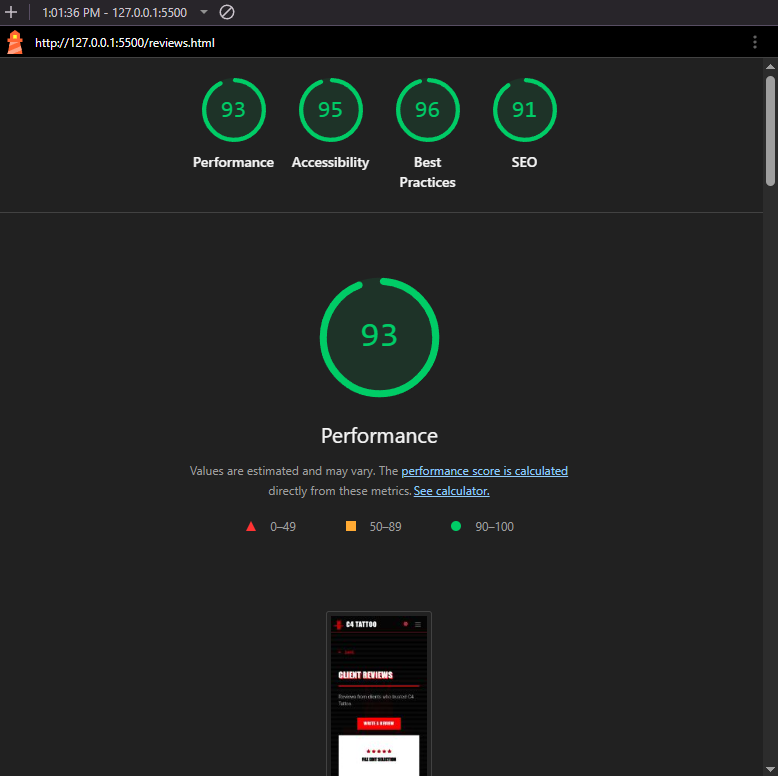 1:01:36 PM - 127.0.0.1:5500
http://127.0.0.1:5500/reviews.html
93
95
96
91
Performance
Accessibility
Best
Practices
SEO
93
Performance
Values are estimated and may vary. The performance score is calculated
directly from these metrics. See calculator.
0–49
50–89
90–100
C4 TATTOO
CLIENT REVIEWS
Reviews from clients who trusted C4
Tattoo.
WRITE A REVIEW